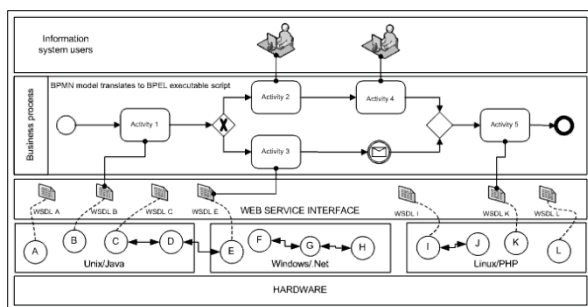 Information
system users
Business process
BPMN model translates to BPEL executable script
Activity 2
Activity 4
Activity 1
X
Activity 5
Activity 3
WSDL A
WSDL B
WSDL C
WSDL E
WSDL I
WSDL K
WSDL L
WEB SERVICE INTERFACE
A
B
C
D
E
F
G
H
I
J
K
L
Unix/Java
Windows/.Net
Linux/PHP
HARDWARE